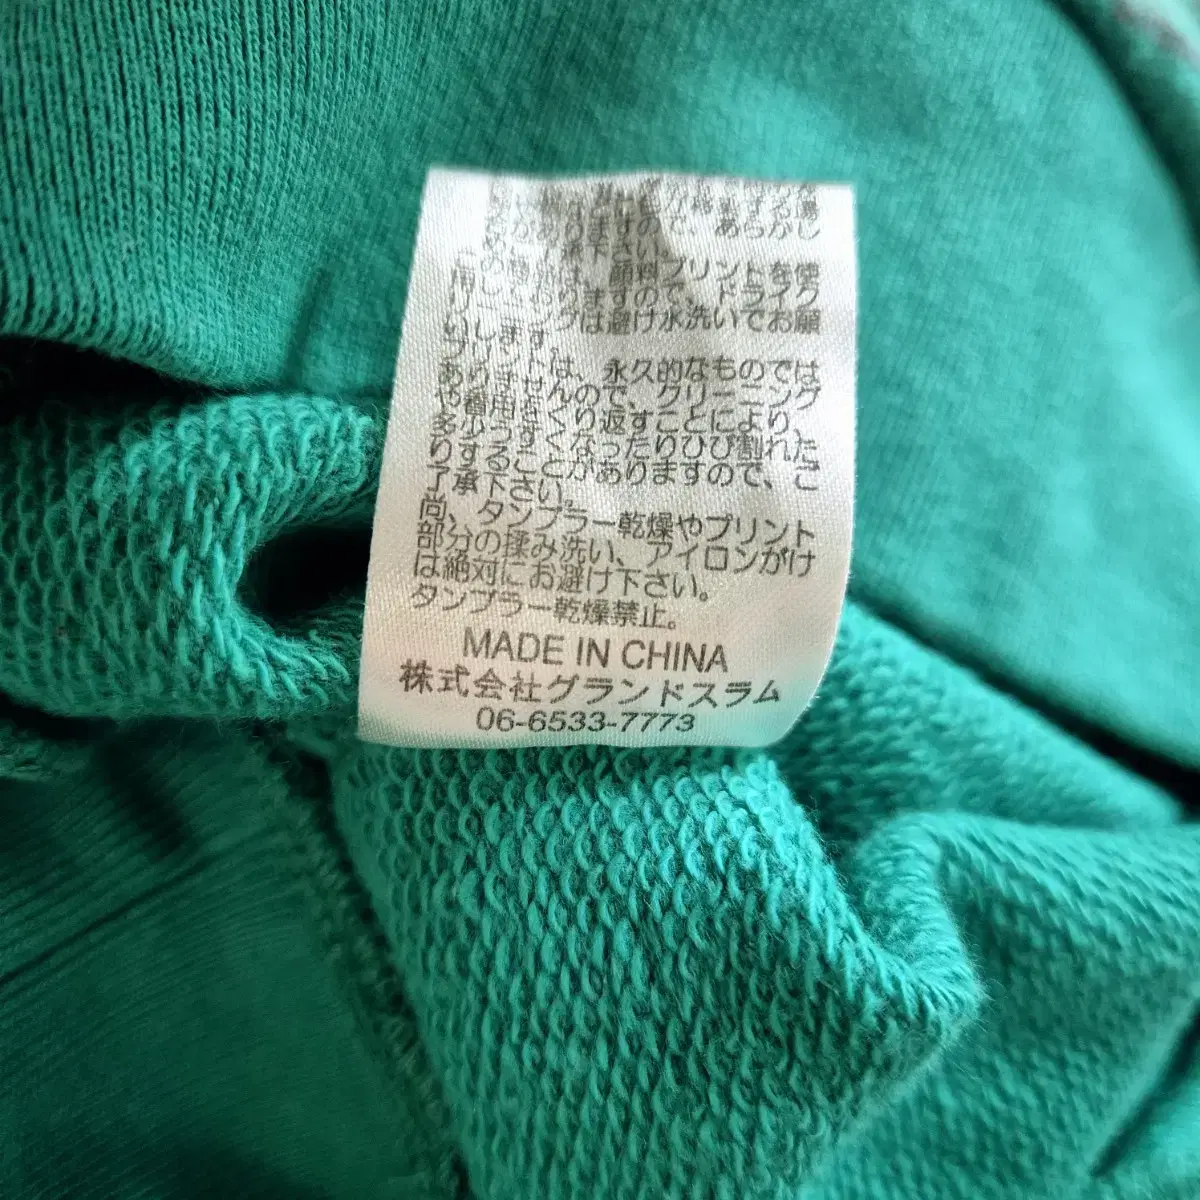 がありますので、あらかじ
めご了承下さい。
この商品は、顔料プリントを使
用しておりますので、ドライク
リーニングは避け水洗いでお願
いします。
プリントは、永久的なものでは
ありませんので、クリーニング
や着用をくり返すことにより、
多少うすくなったりひび割れた
りすることがありますので、ご
了承下さい。
尚、タンブラー乾燥やプリント
部分の揉み洗い、アイロンがけ
は絶対にお避け下さい。
タンブラー乾燥禁止。
MADE IN CHINA
株式会社グランドスラム
06-6533-7773